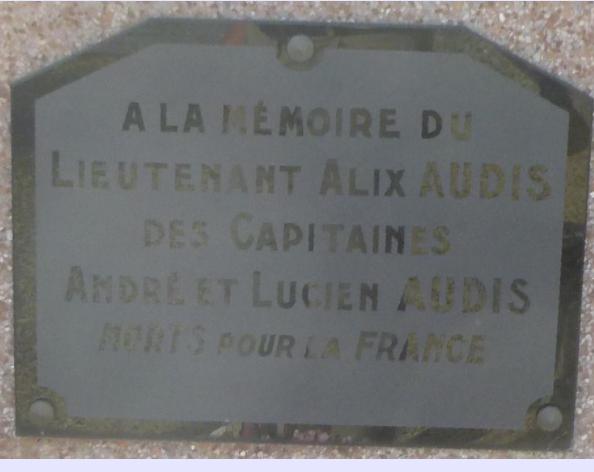 A LA MÉMOIRE DU
LIEUTENANT ALIX AUDIS
DES CAPITAINES
ANDRÉ ET LUCIEN AUDIS
MORTS POUR LA FRANCE